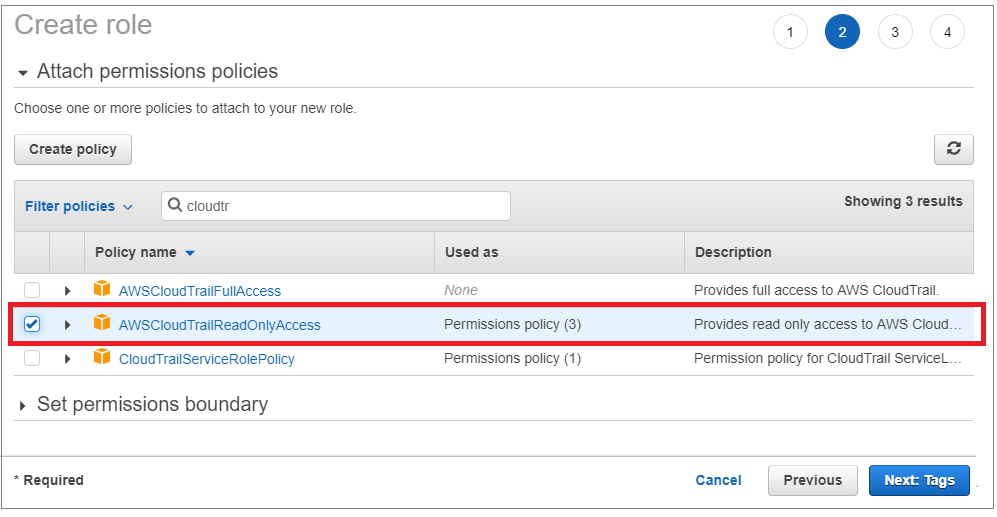 Create role
1 2 3 4
Attach permissions policies
Choose one or more policies to attach to your new role.
Create policy
Filter policies cloudtr Showing 3 results
Policy name Used as Description
AWSCloudTrailFullAccess None Provides full access to AWS CloudTrail.
AWSCloudTrailReadOnlyAccess Permissions policy (3) Provides read only access to AWS Cloud…
CloudTrailServiceRolePolicy Permissions policy (1) Permission policy for CloudTrail ServiceL…
Set permissions boundary
* Required Cancel Previous Next: Tags